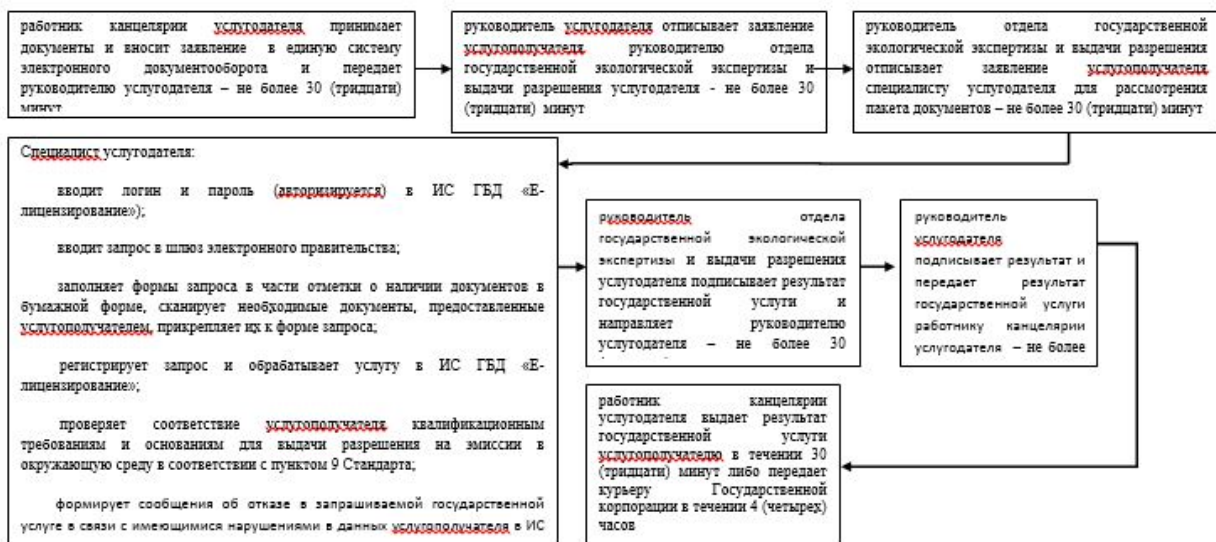 работник канцелярии услугодателя принимает
документы и вносит заявление в единую систему
электронного документооборота и передает
руководителю услугодателя – не более 30 (тридцати)
минут
руководитель услугодателя отписывает заявление
услугополучателя руководителю отдела
государственной экологической экспертизы и
выдачи разрешения услугодателя - не более 30
(тридцати) минут
руководитель отдела государственной
экологической экспертизы и выдачи разрешения
отписывает заявление услугополучателя
специалисту услугодателя для рассмотрения
пакета документов – не более 30 (тридцати) минут
Специалист услугодателя:
вводит логин и пароль (авторизируется) в ИС ГБД «Е-
лицензирование»);
вводит запрос в шлюз электронного правительства;
заполняет формы запроса в части отметки о наличии документов в
бумажной форме, сканирует необходимые документы, предоставленные
услугополучателем, прикрепляет их к форме запроса;
регистрирует запрос и обрабатывает услугу в ИС ГБД «Е-
лицензирование»;
проверяет соответствие услугополучателя квалификационным
требованиям и основаниям для выдачи разрешения на эмиссии в
окружающую среду в соответствии с пунктом 9 Стандарта;
формирует сообщения об отказе в запрашиваемой государственной
услуге в связи с имеющимися нарушениями в данных услугополучателя в ИС
руководитель отдела
государственной экологической
экспертизы и выдачи разрешения
услугодателя подписывает результат
государственной услуги и
направляет руководителю
услугодателя – не более 30
руководитель
услугодателя
подписывает результат и
передает результат
государственной услуги
работнику канцелярии
услугодателя – не более
работник канцелярии
услугодателя выдает результат
государственной услуги
услугополучателю в течении 30
(тридцати) минут либо передает
курьеру Государственной
корпорации в течении 4 (четырех)
часов